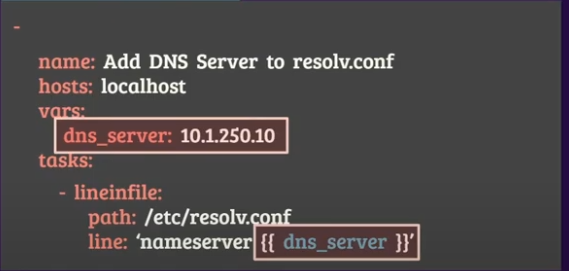 -
name: Add DNS Server to resolv.conf
hosts: localhost
vars:
dns_server: 10.1.250.10
tasks:
- lineinfile:
path: /etc/resolv.conf
line: ‘nameserver {{ dns_server }}’